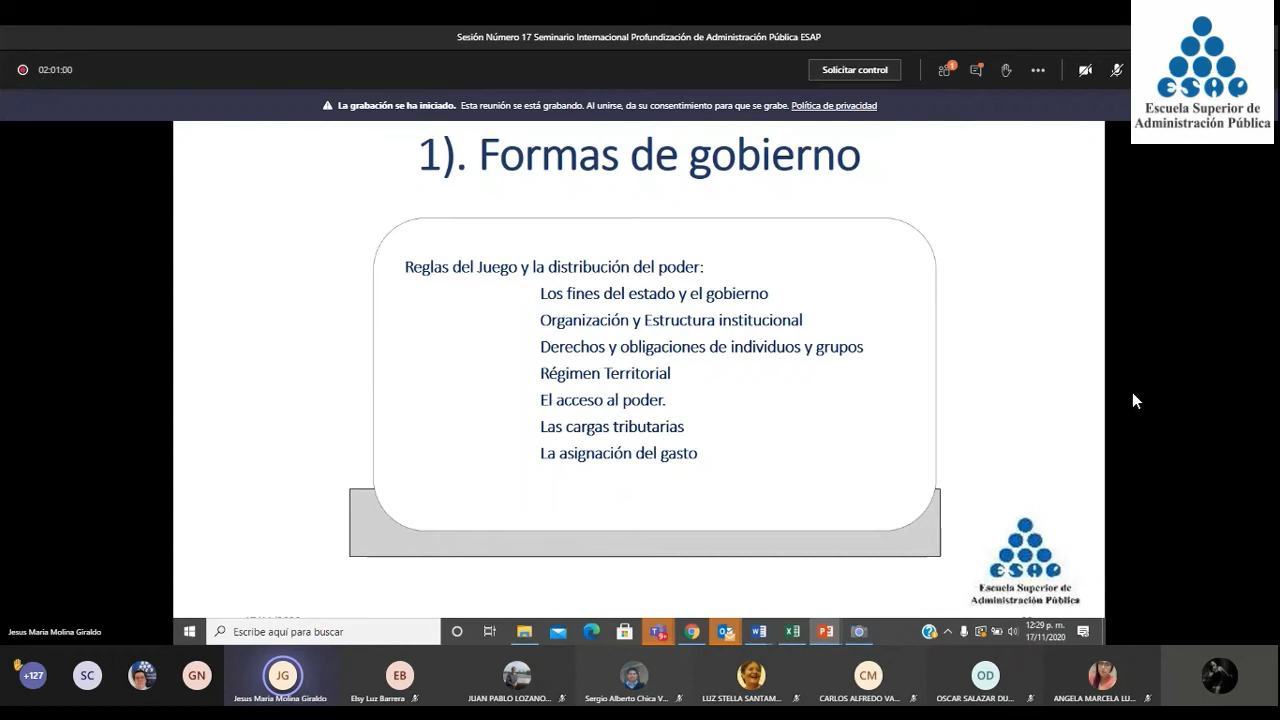 Sesión Número 17 Seminario Internacional Profundización de Administración Pública ESAP
02:01:00
Solicitar control
1
La grabación se ha iniciado. Esta reunión se está grabando. Al unirse, da su consentimiento para que se grabe. Política de privacidad
ESAP
Escuela Superior de
Administración Pública
1). Formas de gobierno
Reglas del Juego y la distribución del poder:
Los fines del estado y el gobierno
Organización y Estructura institucional
Derechos y obligaciones de individuos y grupos
Régimen Territorial
El acceso al poder.
Las cargas tributarias
La asignación del gasto
ESAP
Escuela Superior de
Administración Pública
Jesus Maria Molina Giraldo
Escribe aquí para buscar
12:29 p. m.
17/11/2020
+127
SC
GN
JG
Jesus Maria Molina Giraldo
EB
Elsy Luz Barrera
JUAN PABLO LOZANO...
Sergio Alberto Chica V...
LUZ STELLA SANTAM...
CM
CARLOS ALFREDO VA...
OD
OSCAR SALAZAR DU...
ANGELA MARCELA LU...